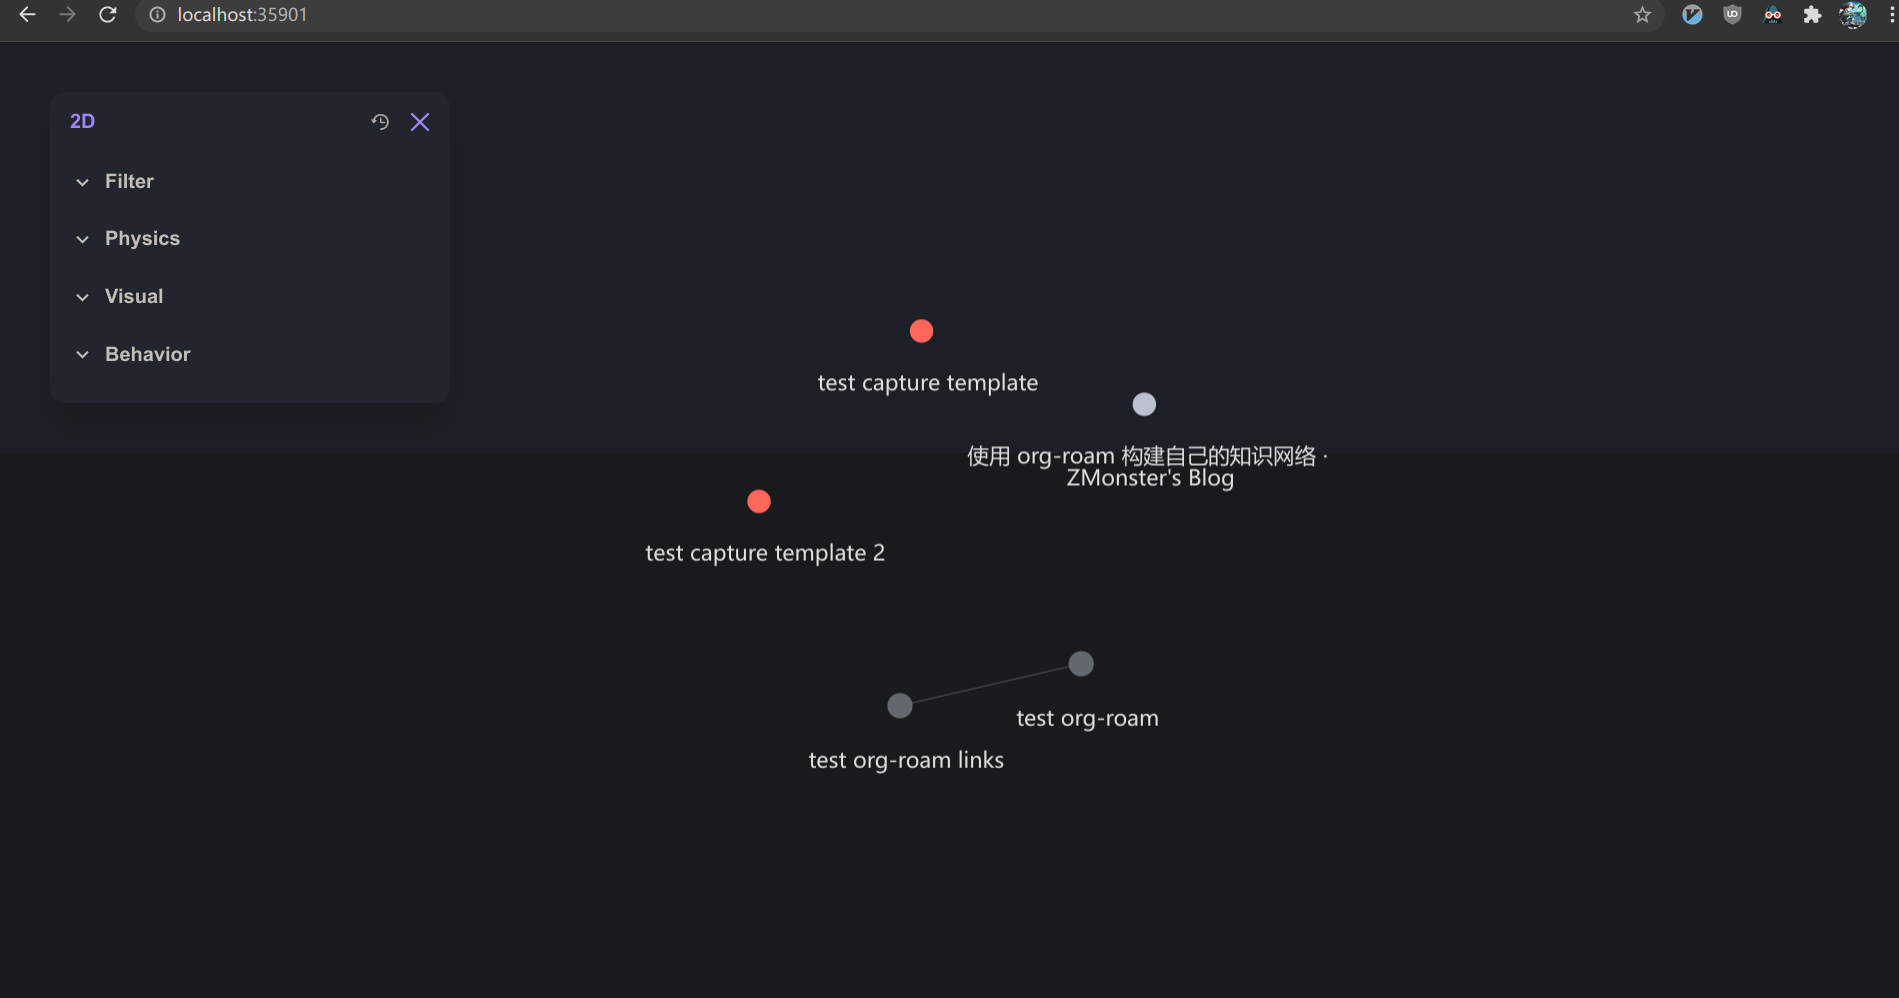 localhost:35901
2D
Filter
Physics
Visual
Behavior
test capture template
使用 org-roam 构建自己的知识网络 ·
ZMonster's Blog
test capture template 2
test org-roam
test org-roam links